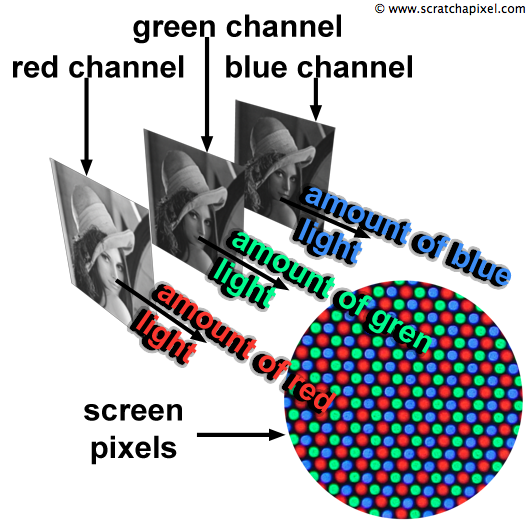 © www.scratchapixel.com
green channel
red channel
blue channel
amount of blue
light
amount of gren
light
amount of red
light
screen
pixels